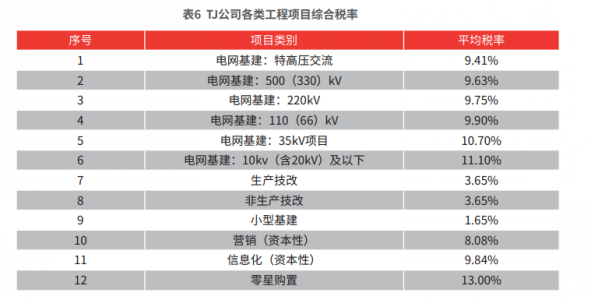 表6 TJ公司各类工程项目综合税率
序号 项目类别 平均税率
1 电网基建：特高压交流 9.41%
2 电网基建：500（330）kV 9.63%
3 电网基建：220kV 9.75%
4 电网基建：110（66）kV 9.90%
5 电网基建：35kV项目 10.70%
6 电网基建：10kv（含20kV）及以下 11.10%
7 生产技改 3.65%
8 非生产技改 3.65%
9 小型基建 1.65%
10 营销（资本性） 8.08%
11 信息化（资本性） 9.84%
12 零星购置 13.00%